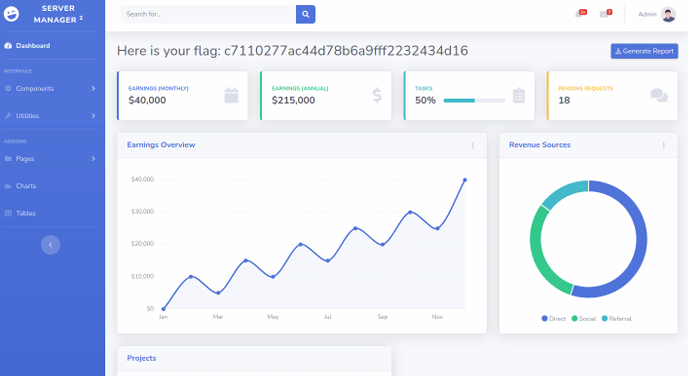 SERVER
MANAGER 2
Search for...
Admin
Dashboard
Here is your flag: c7110277ac44d78b6a9fff2232434d16
Generate Report
INTERFACE
Components
Utilities
ADDONS
Pages
Charts
Tables
EARNINGS (MONTHLY)
$40,000
EARNINGS (ANNUAL)
$215,000
TASKS
50%
PENDING REQUESTS
18
Earnings Overview
$40,000
$30,000
$20,000
$10,000
$0
Jan Mar May Jul Sep Nov
Revenue Sources
Direct Social Referral
Projects